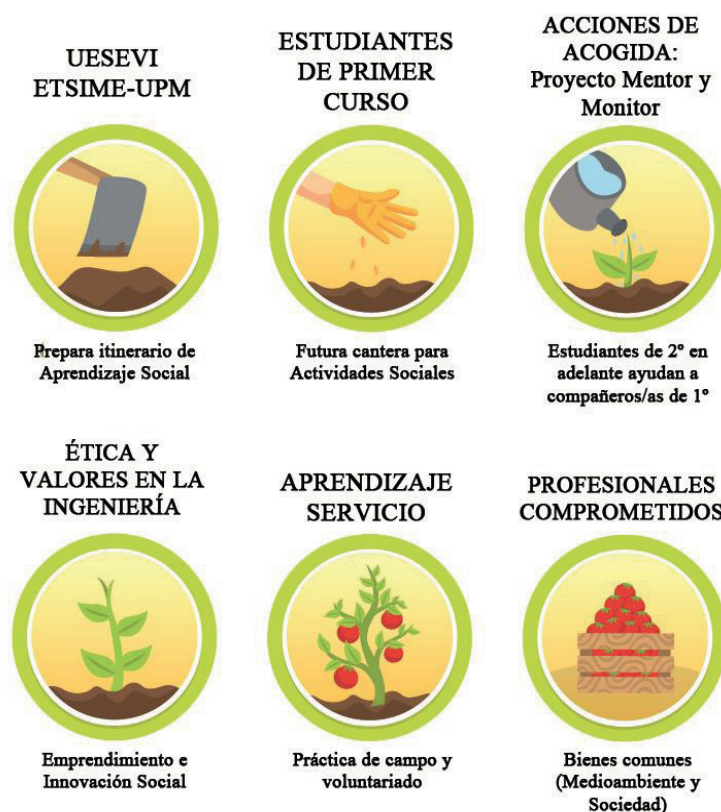 UESEVI
ETSIME-UPM
Prepara itinerario de
Aprendizaje Social
ESTUDIANTES
DE PRIMER
CURSO
Futura cantera para
Actividades Sociales
ACCIONES DE
ACOGIDA:
Proyecto Mentor y
Monitor
Estudiantes de 2º en
adelante ayudan a
compañeros/as de 1º
ÉTICA Y
VALORES EN LA
INGENIERÍA
Emprendimiento e
Innovación Social
APRENDIZAJE
SERVICIO
Práctica de campo y
voluntariado
PROFESIONALES
COMPROMETIDOS
Bienes comunes
(Medioambiente y
Sociedad)